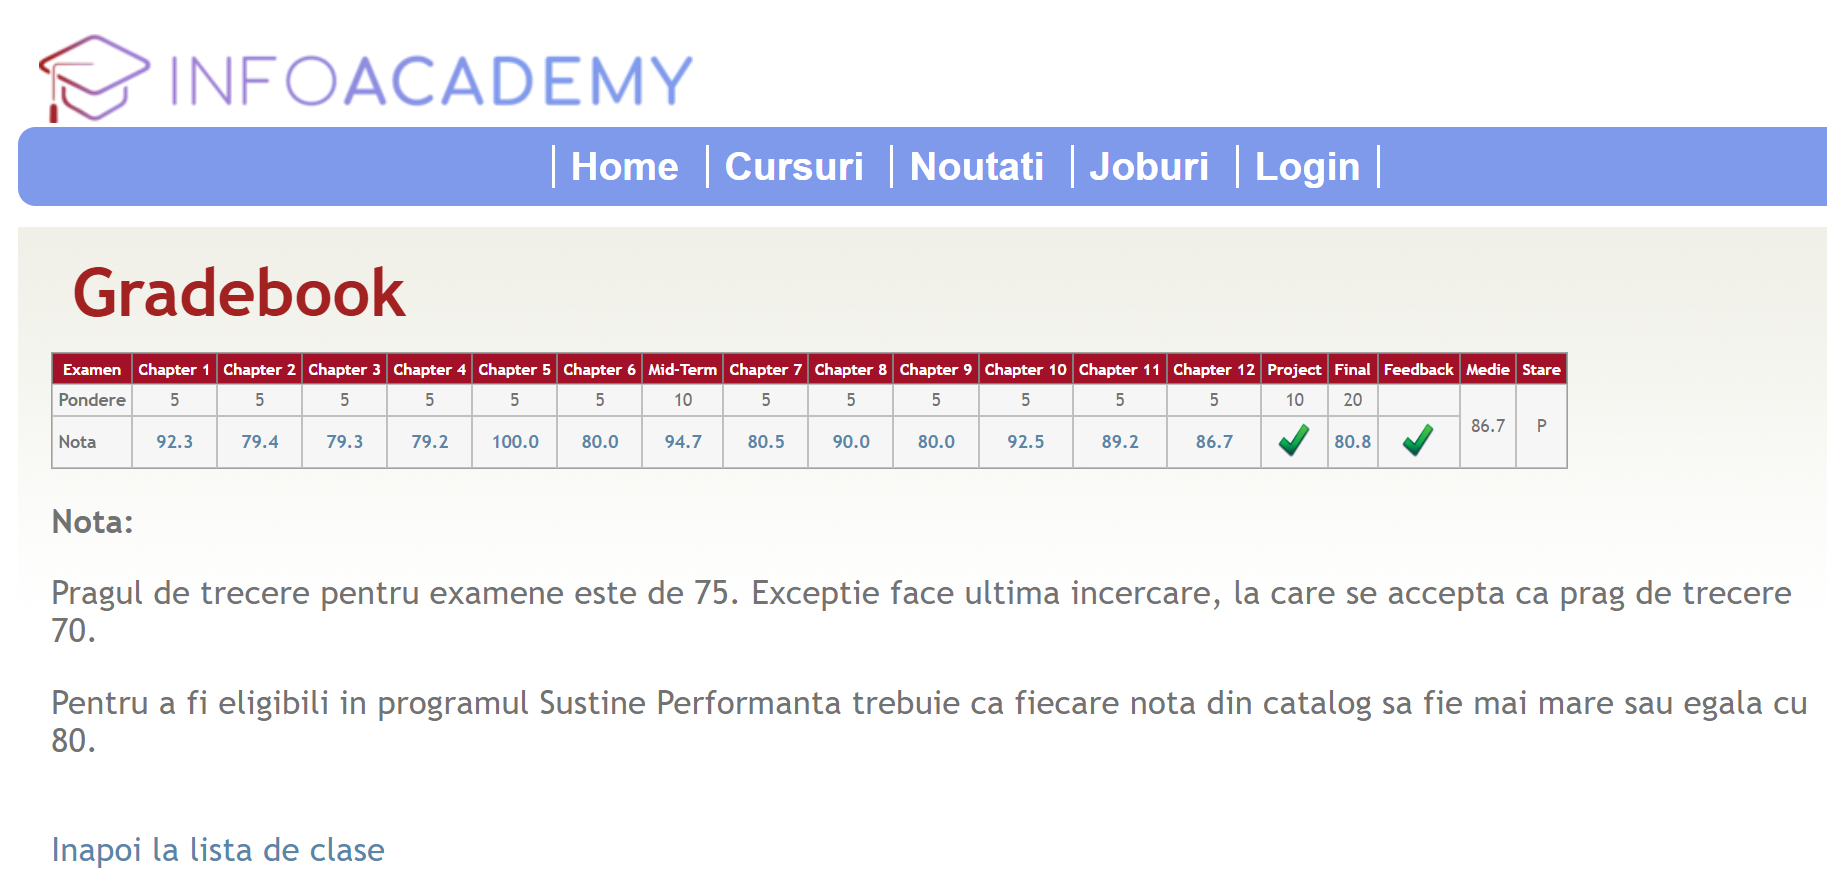 INFOACADEMY
Home Cursuri Noutati Joburi Login
Gradebook
Examen Chapter 1 Chapter 2 Chapter 3 Chapter 4 Chapter 5 Chapter 6 Mid-Term Chapter 7 Chapter 8 Chapter 9 Chapter 10 Chapter 11 Chapter 12 Project Final Feedback Medie Stare
Pondere 5 5 5 5 5 5 10 5 5 5 5 5 5 10 20
86.7 P
Nota 92.3 79.4 79.3 79.2 100.0 80.0 94.7 80.5 90.0 80.0 92.5 89.2 86.7 80.8
Nota:
Pragul de trecere pentru examene este de 75. Exceptie face ultima incercare, la care se accepta ca prag de trecere
70.
Pentru a fi eligibili in programul Sustine Performanta trebuie ca fiecare nota din catalog sa fie mai mare sau egala cu
80.
Inapoi la lista de clase